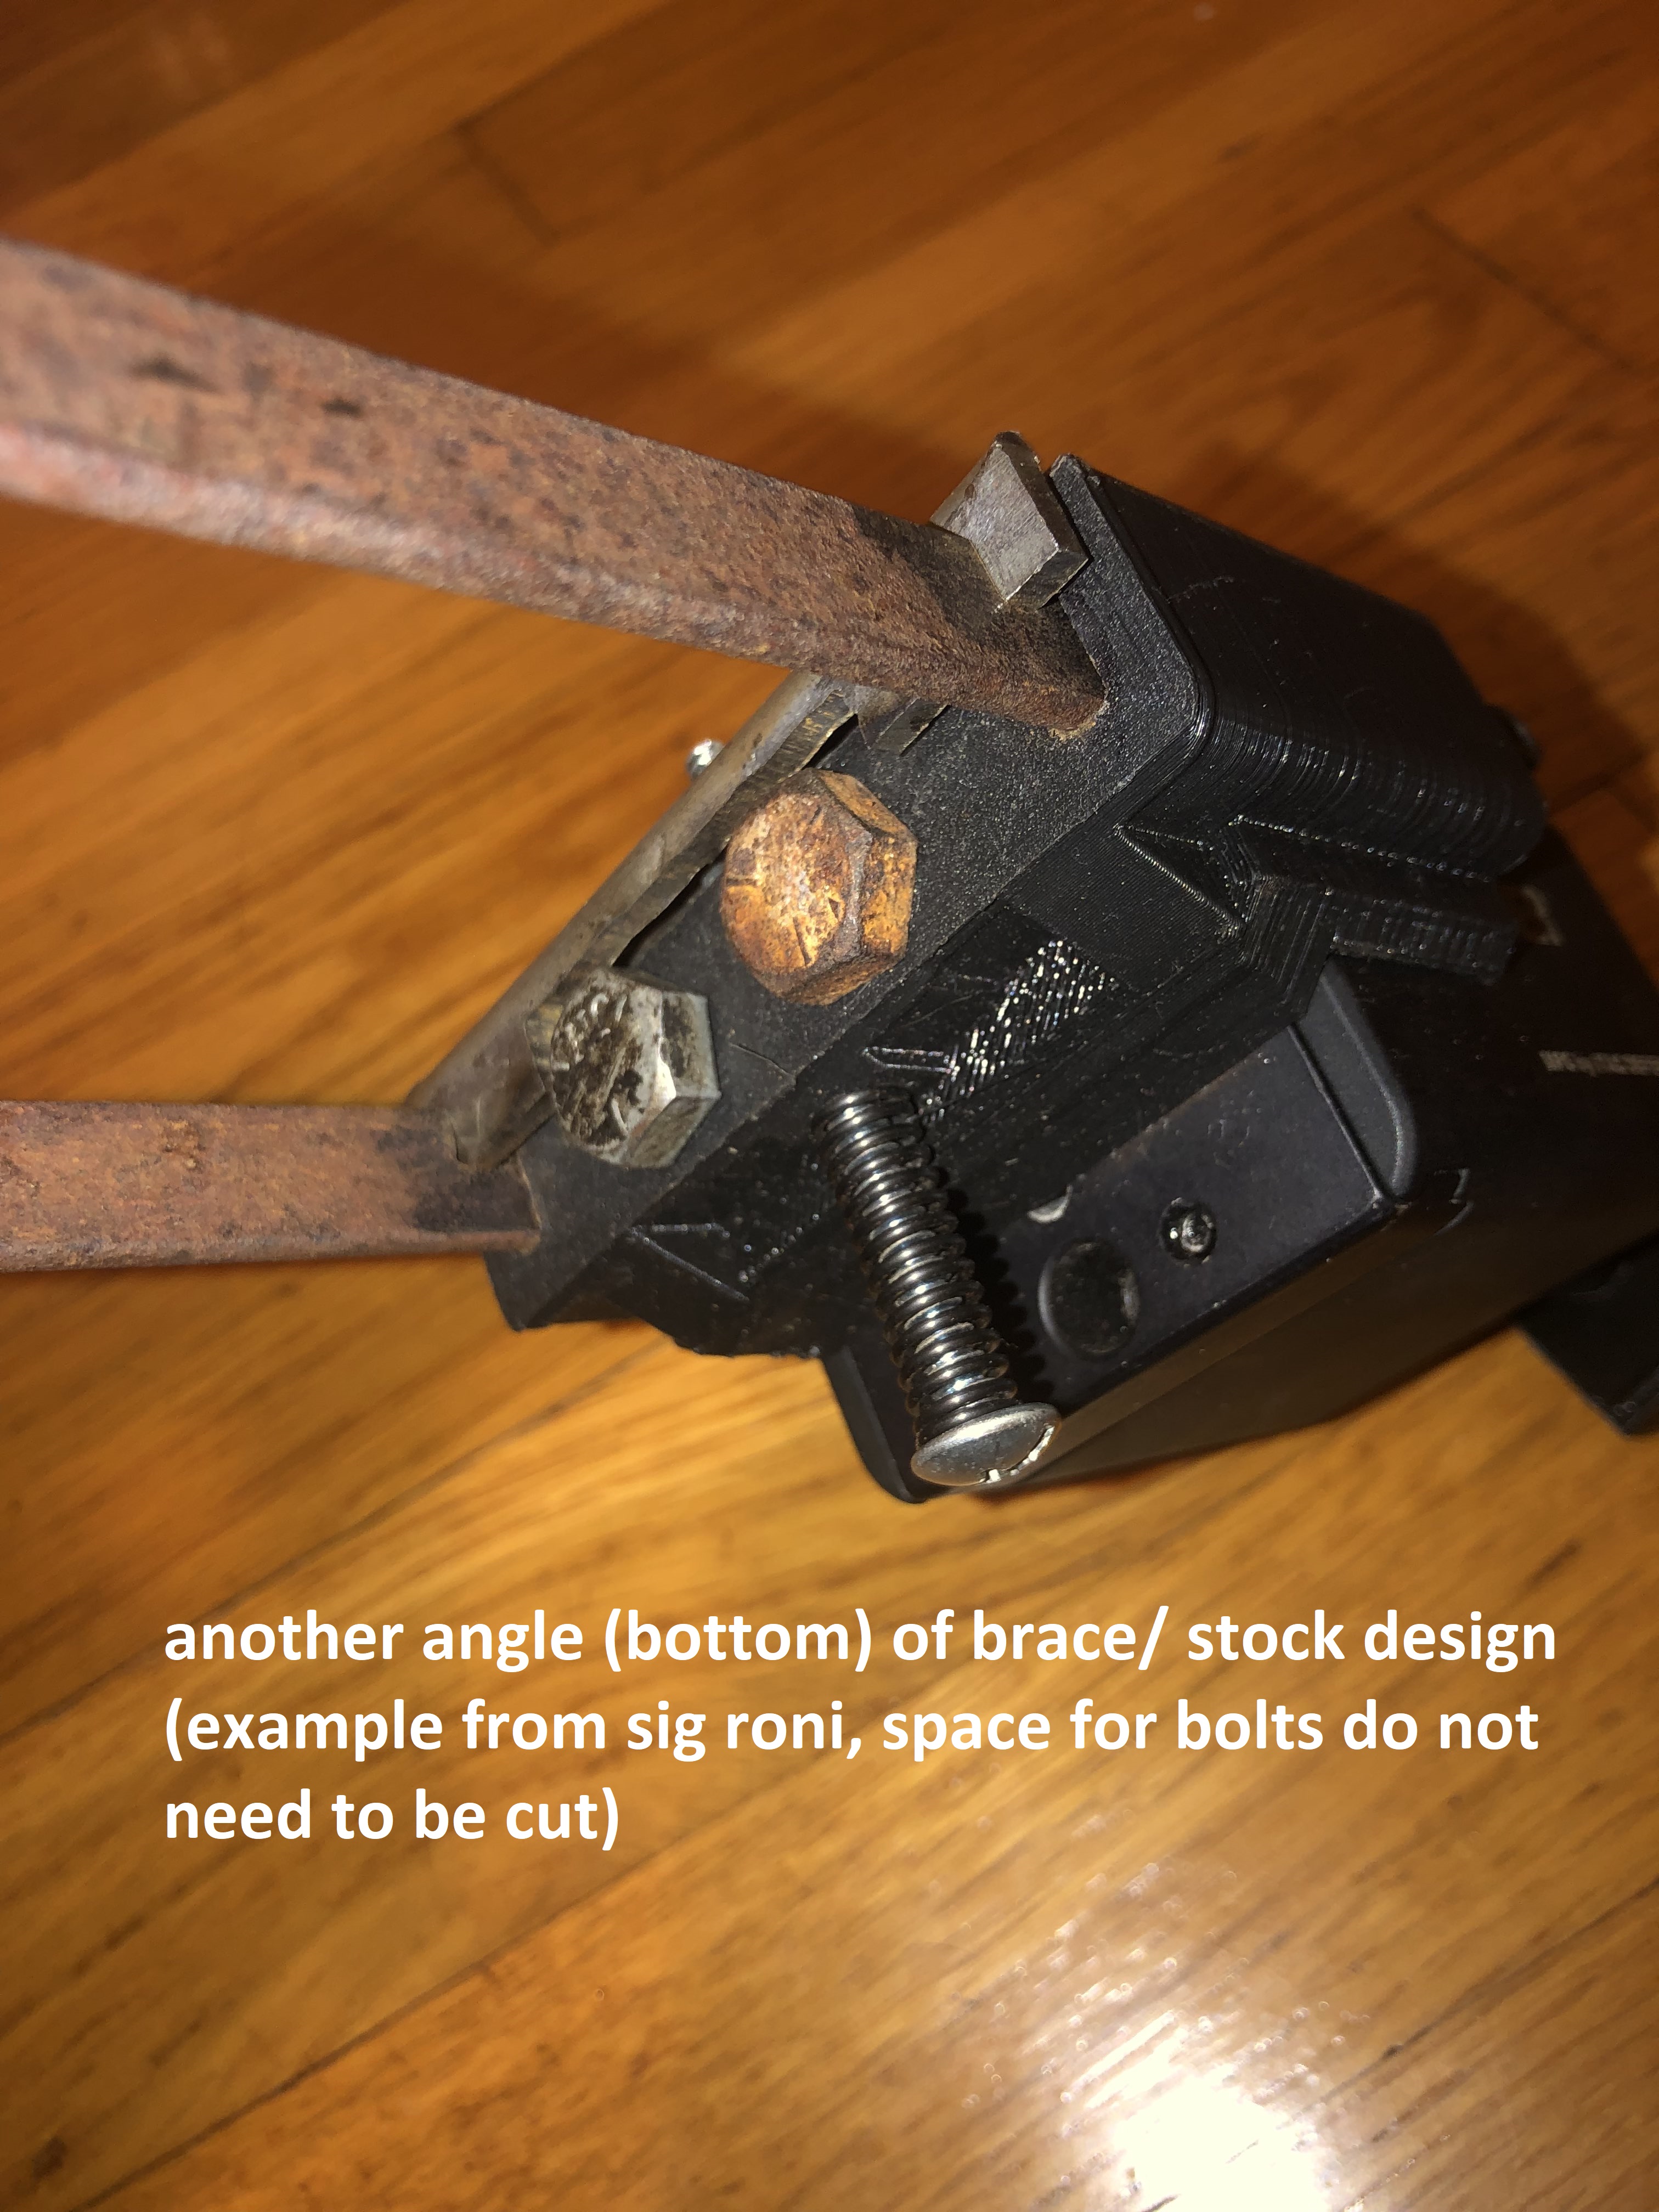 another angle (bottom) of brace/ stock design
(example from sig roni, space for bolts do not
need to be cut)